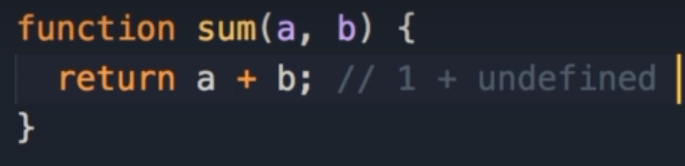 function sum(a, b) {
  return a + b; // 1 + undefined
}